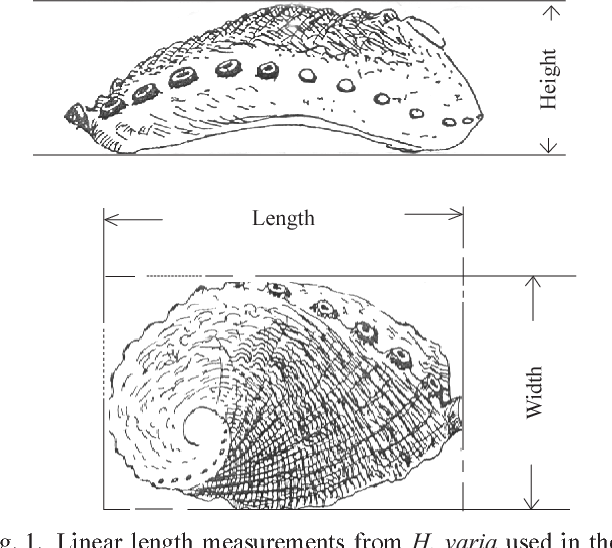 Height
Length
Width
g. 1. Linear length measurements from H. varia used in the